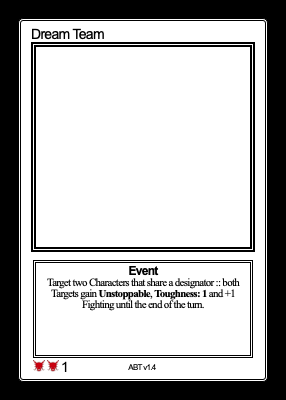 Dream Team
Event
Target two Characters that share a designator :: both
Targets gain Unstoppable, Toughness: 1 and +1
Fighting until the end of the turn.
1
ABT v1.4